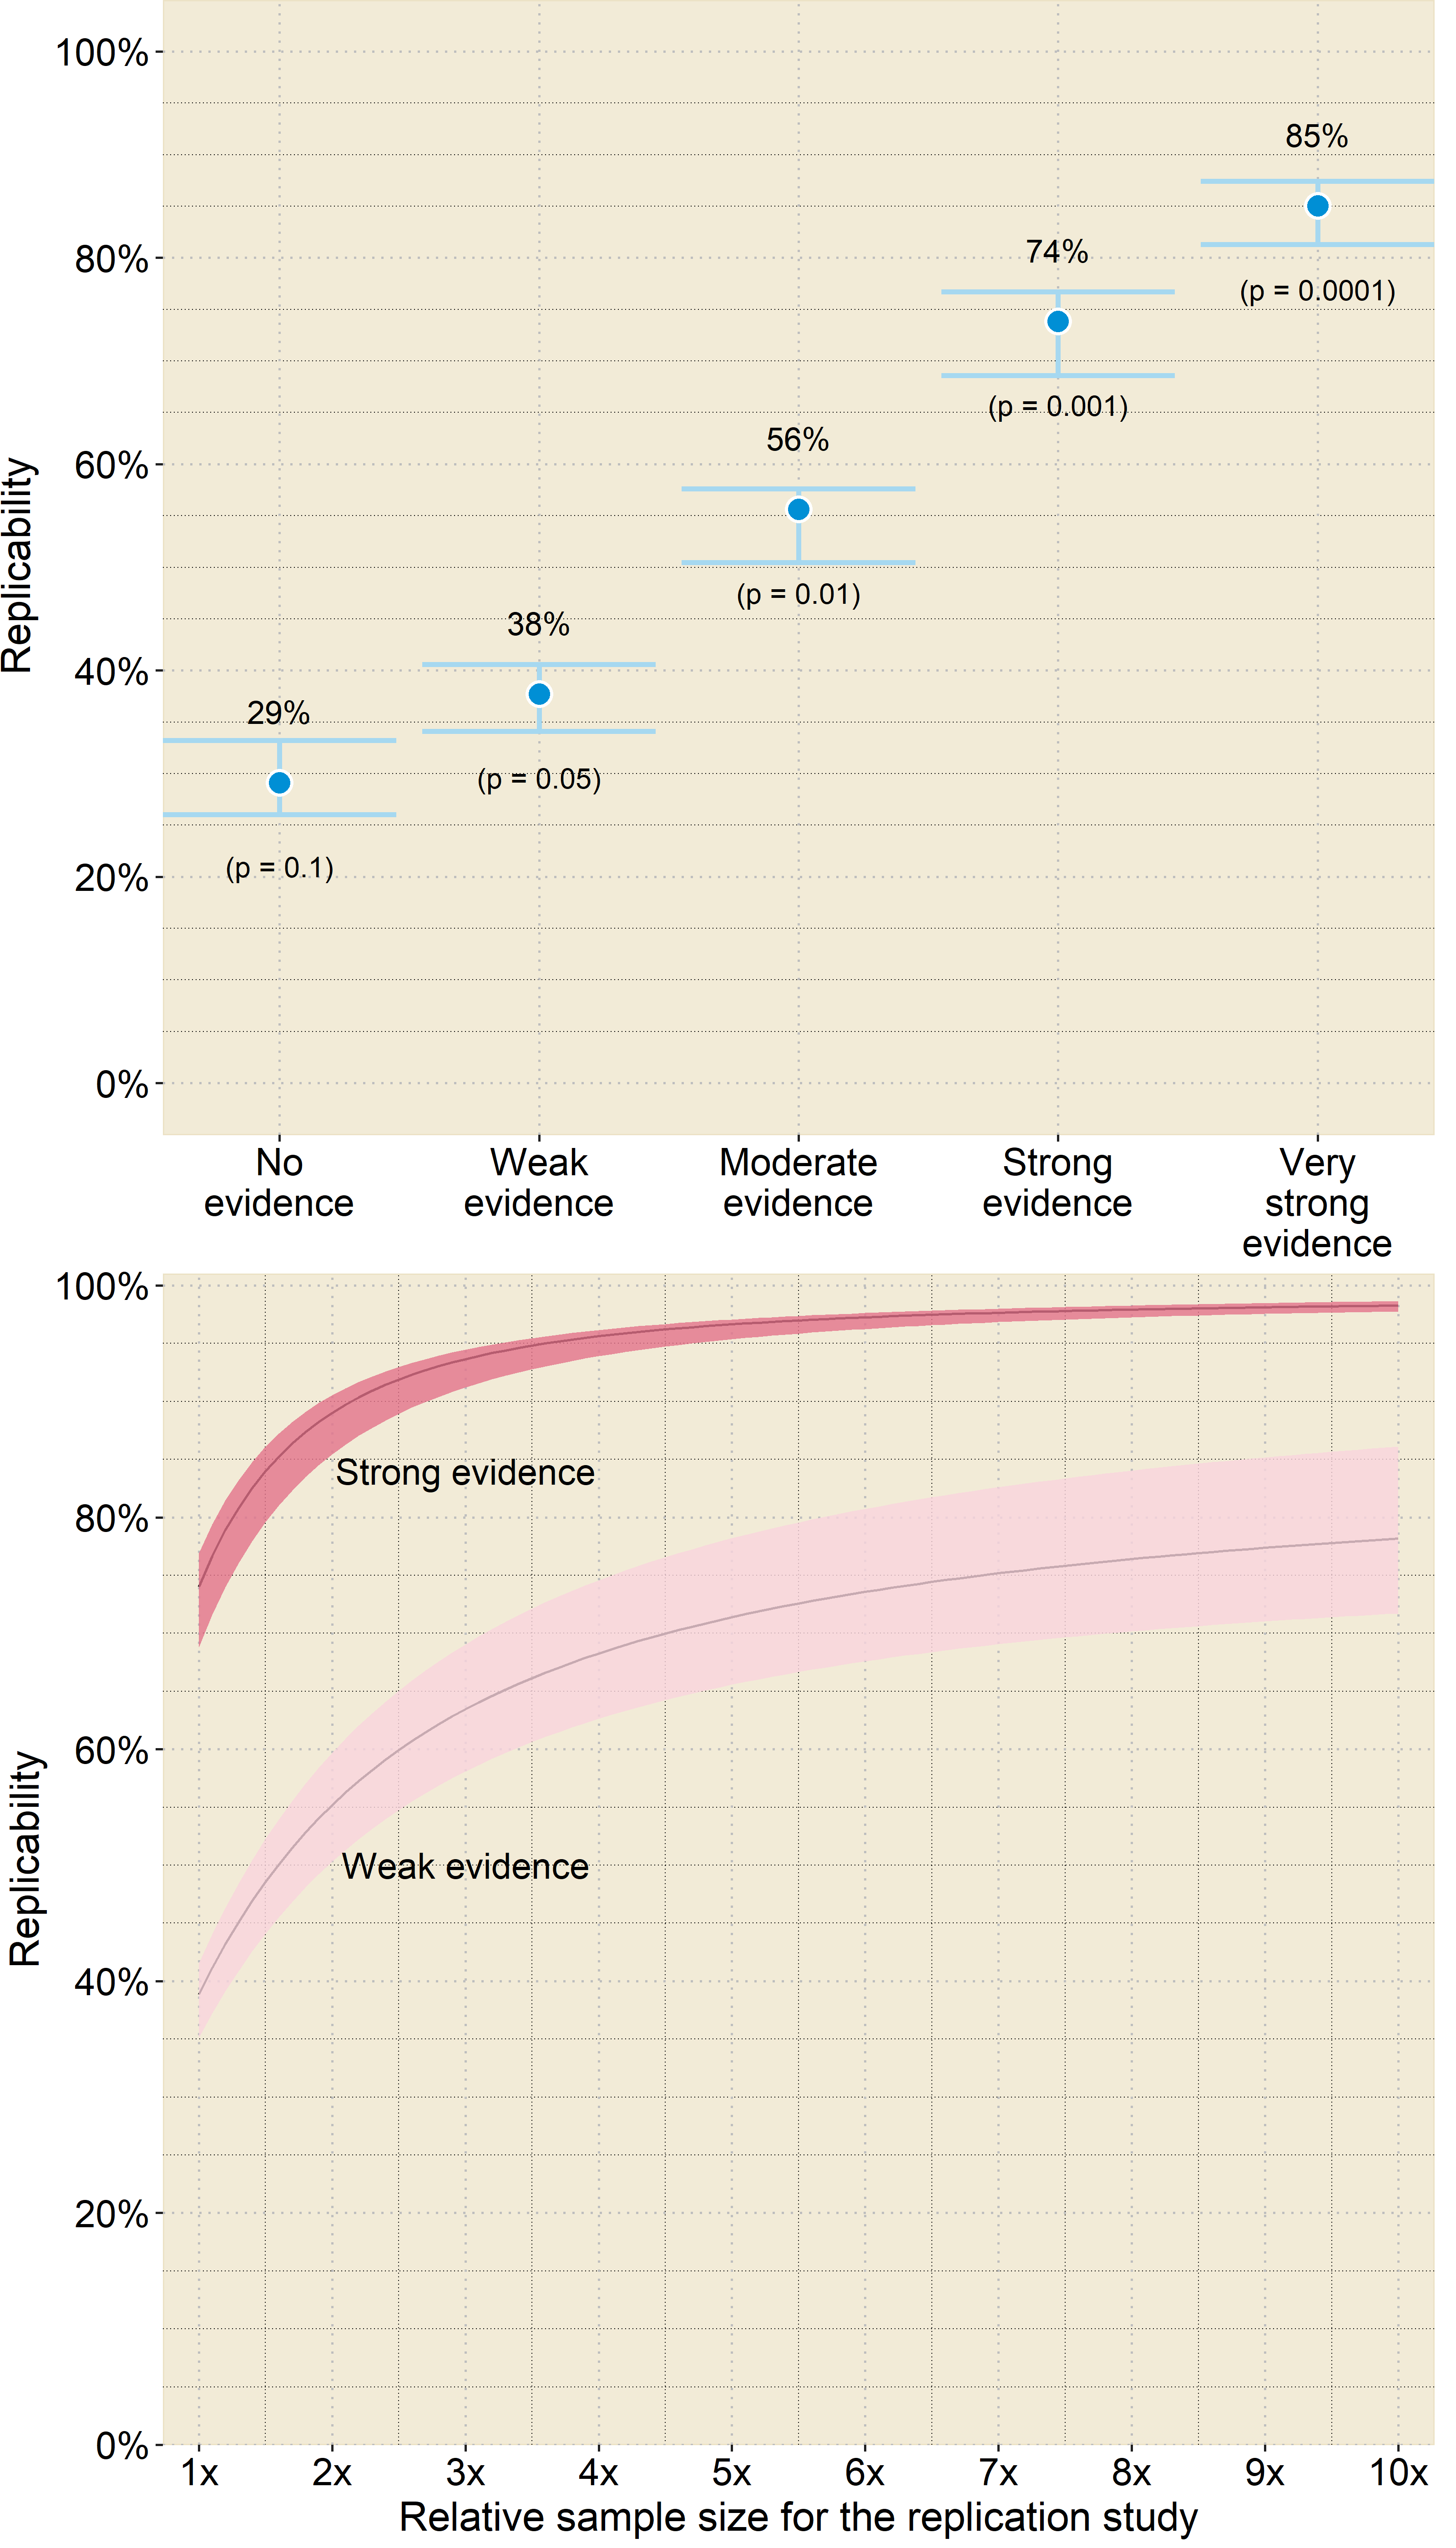 100%
80%
60%
40%
20%
0%
Replicability
29%
(p = 0.1)
38%
(p = 0.05)
56%
(p = 0.01)
74%
(p = 0.001)
85%
(p = 0.0001)
No
evidence
Weak
evidence
Moderate
evidence
Strong
evidence
Very
strong
evidence
100%
80%
60%
40%
20%
0%
Replicability
Strong evidence
Weak evidence
1x 2x 3x 4x 5x 6x 7x 8x 9x 10x
Relative sample size for the replication study